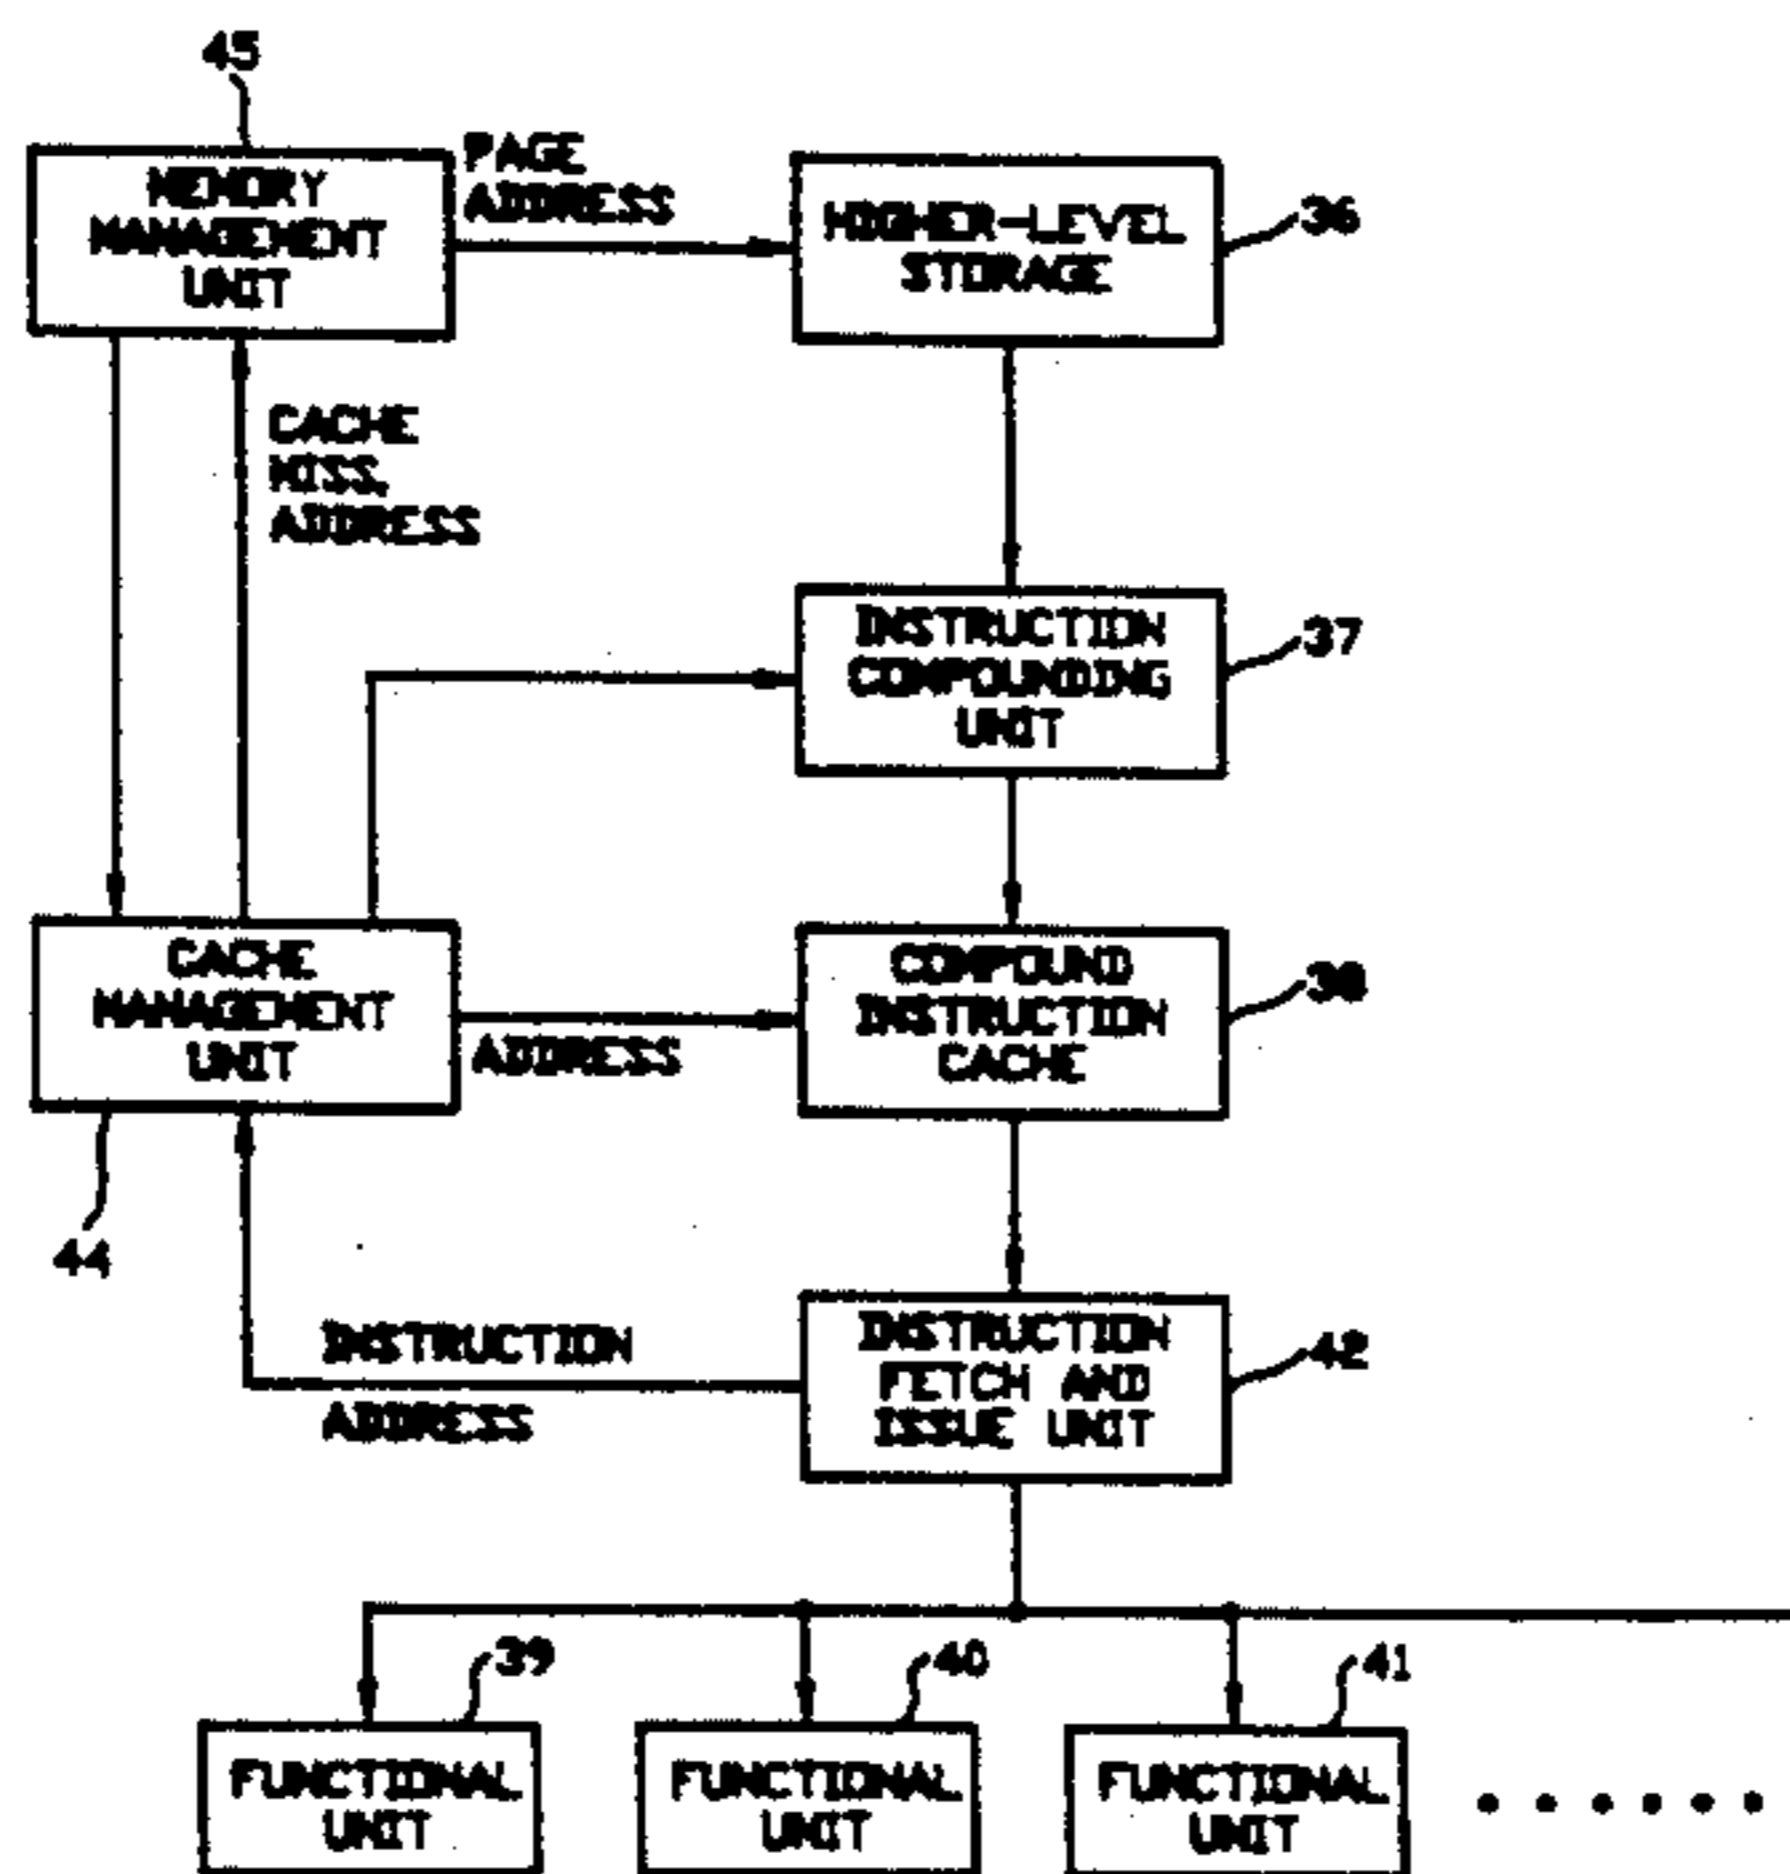 45
MEMORY
MANAGEMENT
UNIT
PAGE
ADDRESS
HIGHER-LEVEL
STORAGE
36
CACHE
MISS
ADDRESS
INSTRUCTION
COMPOUNDING
UNIT
37
CACHE
MANAGEMENT
UNIT
ADDRESS
COMPOUND
INSTRUCTION
CACHE
38
44
INSTRUCTION
ADDRESS
INSTRUCTION
FETCH AND
ISSUE UNIT
42
39
40
41
FUNCTIONAL
UNIT
FUNCTIONAL
UNIT
FUNCTIONAL
UNIT
......